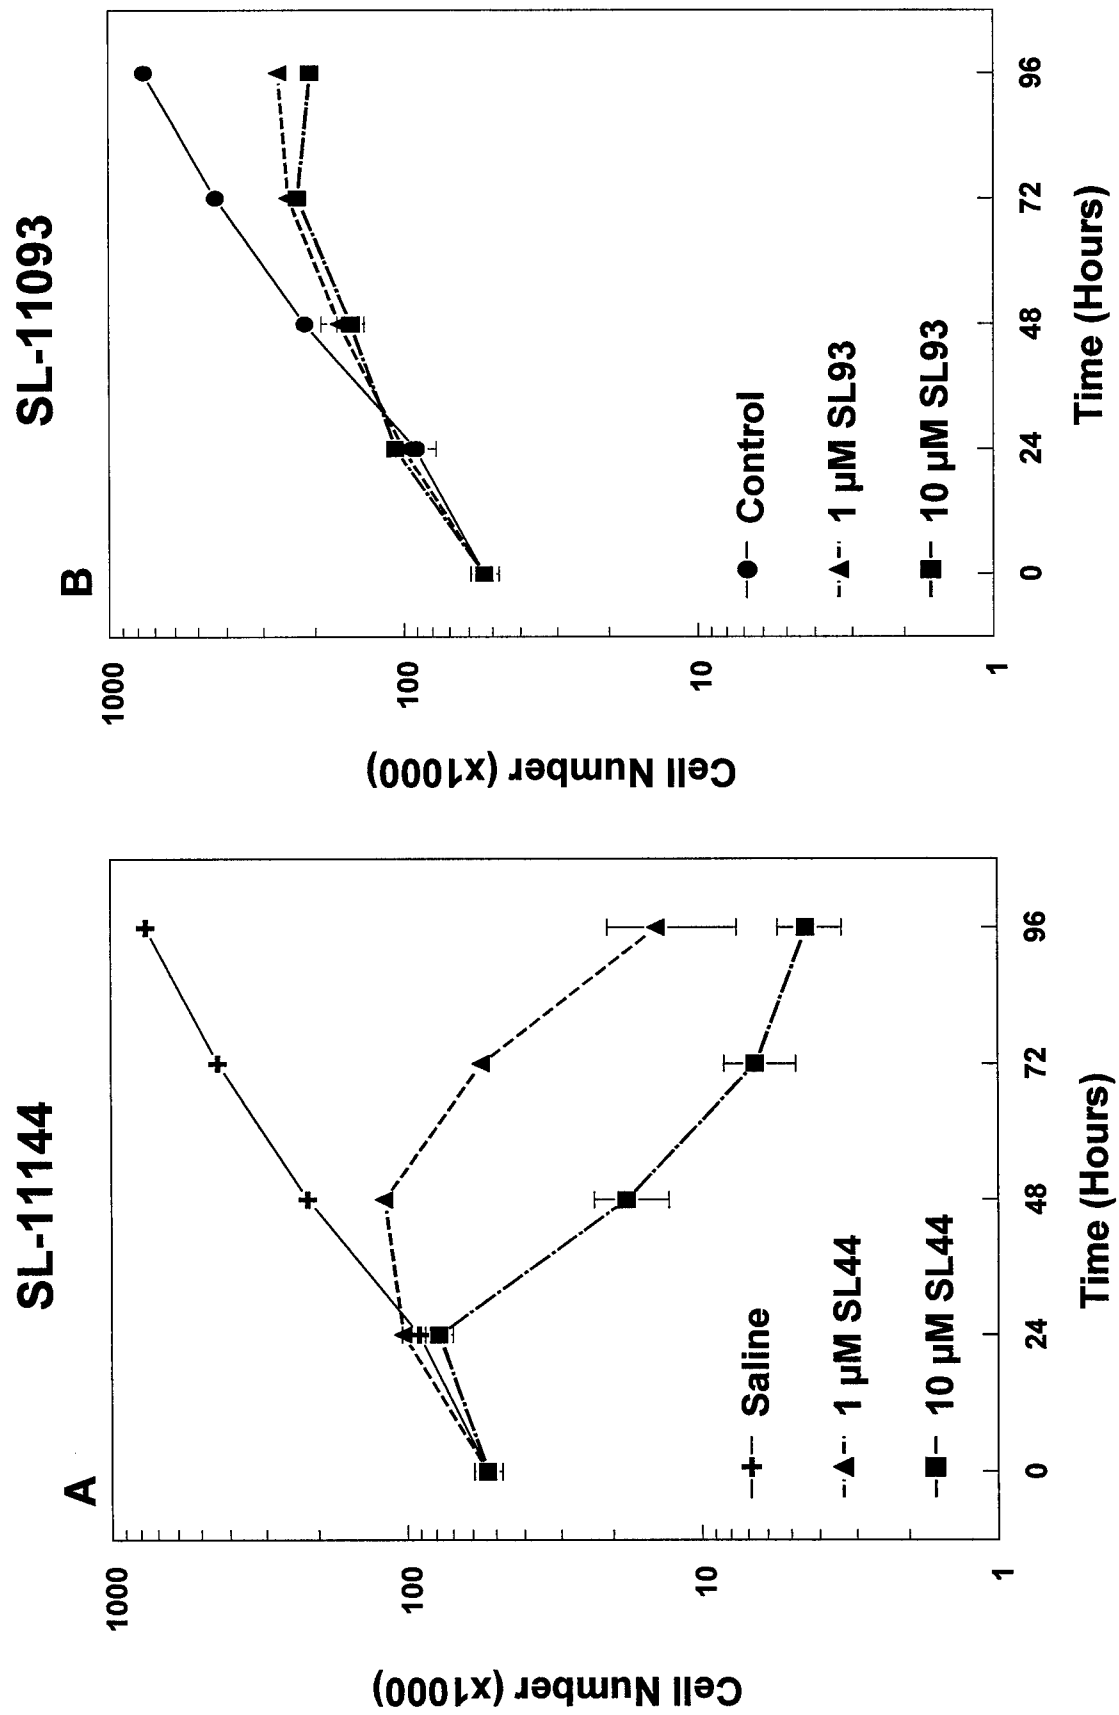 SL-11144
A
Cell Number (x1000)
1000
100
10
1
Saline
1 µM SL44
10 µM SL44
0
24
48
72
96
Time (Hours)
SL-11093
B
Cell Number (x1000)
1000
100
10
1
Control
1 µM SL93
10 µM SL93
0
24
48
72
96
Time (Hours)